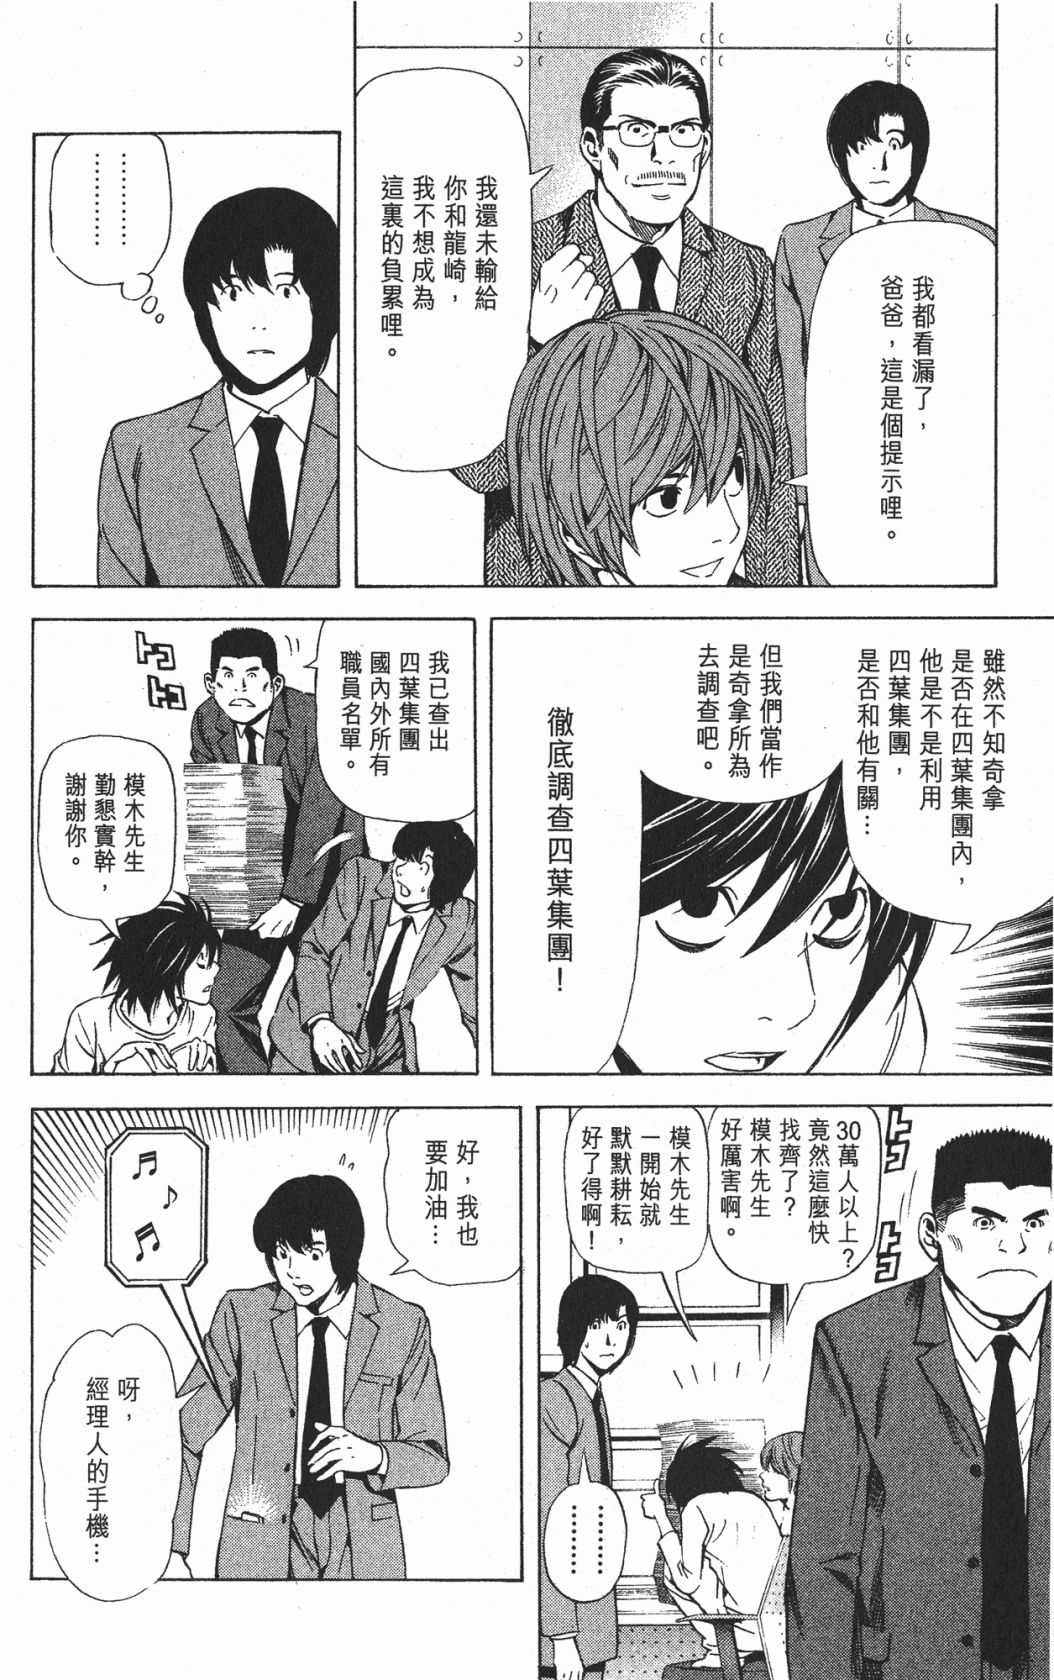 我都看漏了，
爸爸，這是個提示哩。
我還未輸給
你和龍崎，
我不想成為
這裏的負累哩。
…………
…………
雖然不知奇拿
是否在四葉集團內，
他是不是利用
四葉集團，
是否和他有關…
但我們當作
是奇拿所為
去調查吧。
徹底調查四葉集團！
我已查出
四葉集團
國內外所有
職員名單。
ココ
模木先生
勤懇實幹，
謝謝你。
ココ
30萬人以上？
竟然這麼快
找齊了？
模木先生
好厲害啊。
模木先生
一開始就
默默耕耘，
好了得啊！
………
………
好，我也
要加油…
♬♪♬
呀，
經理人的手機…